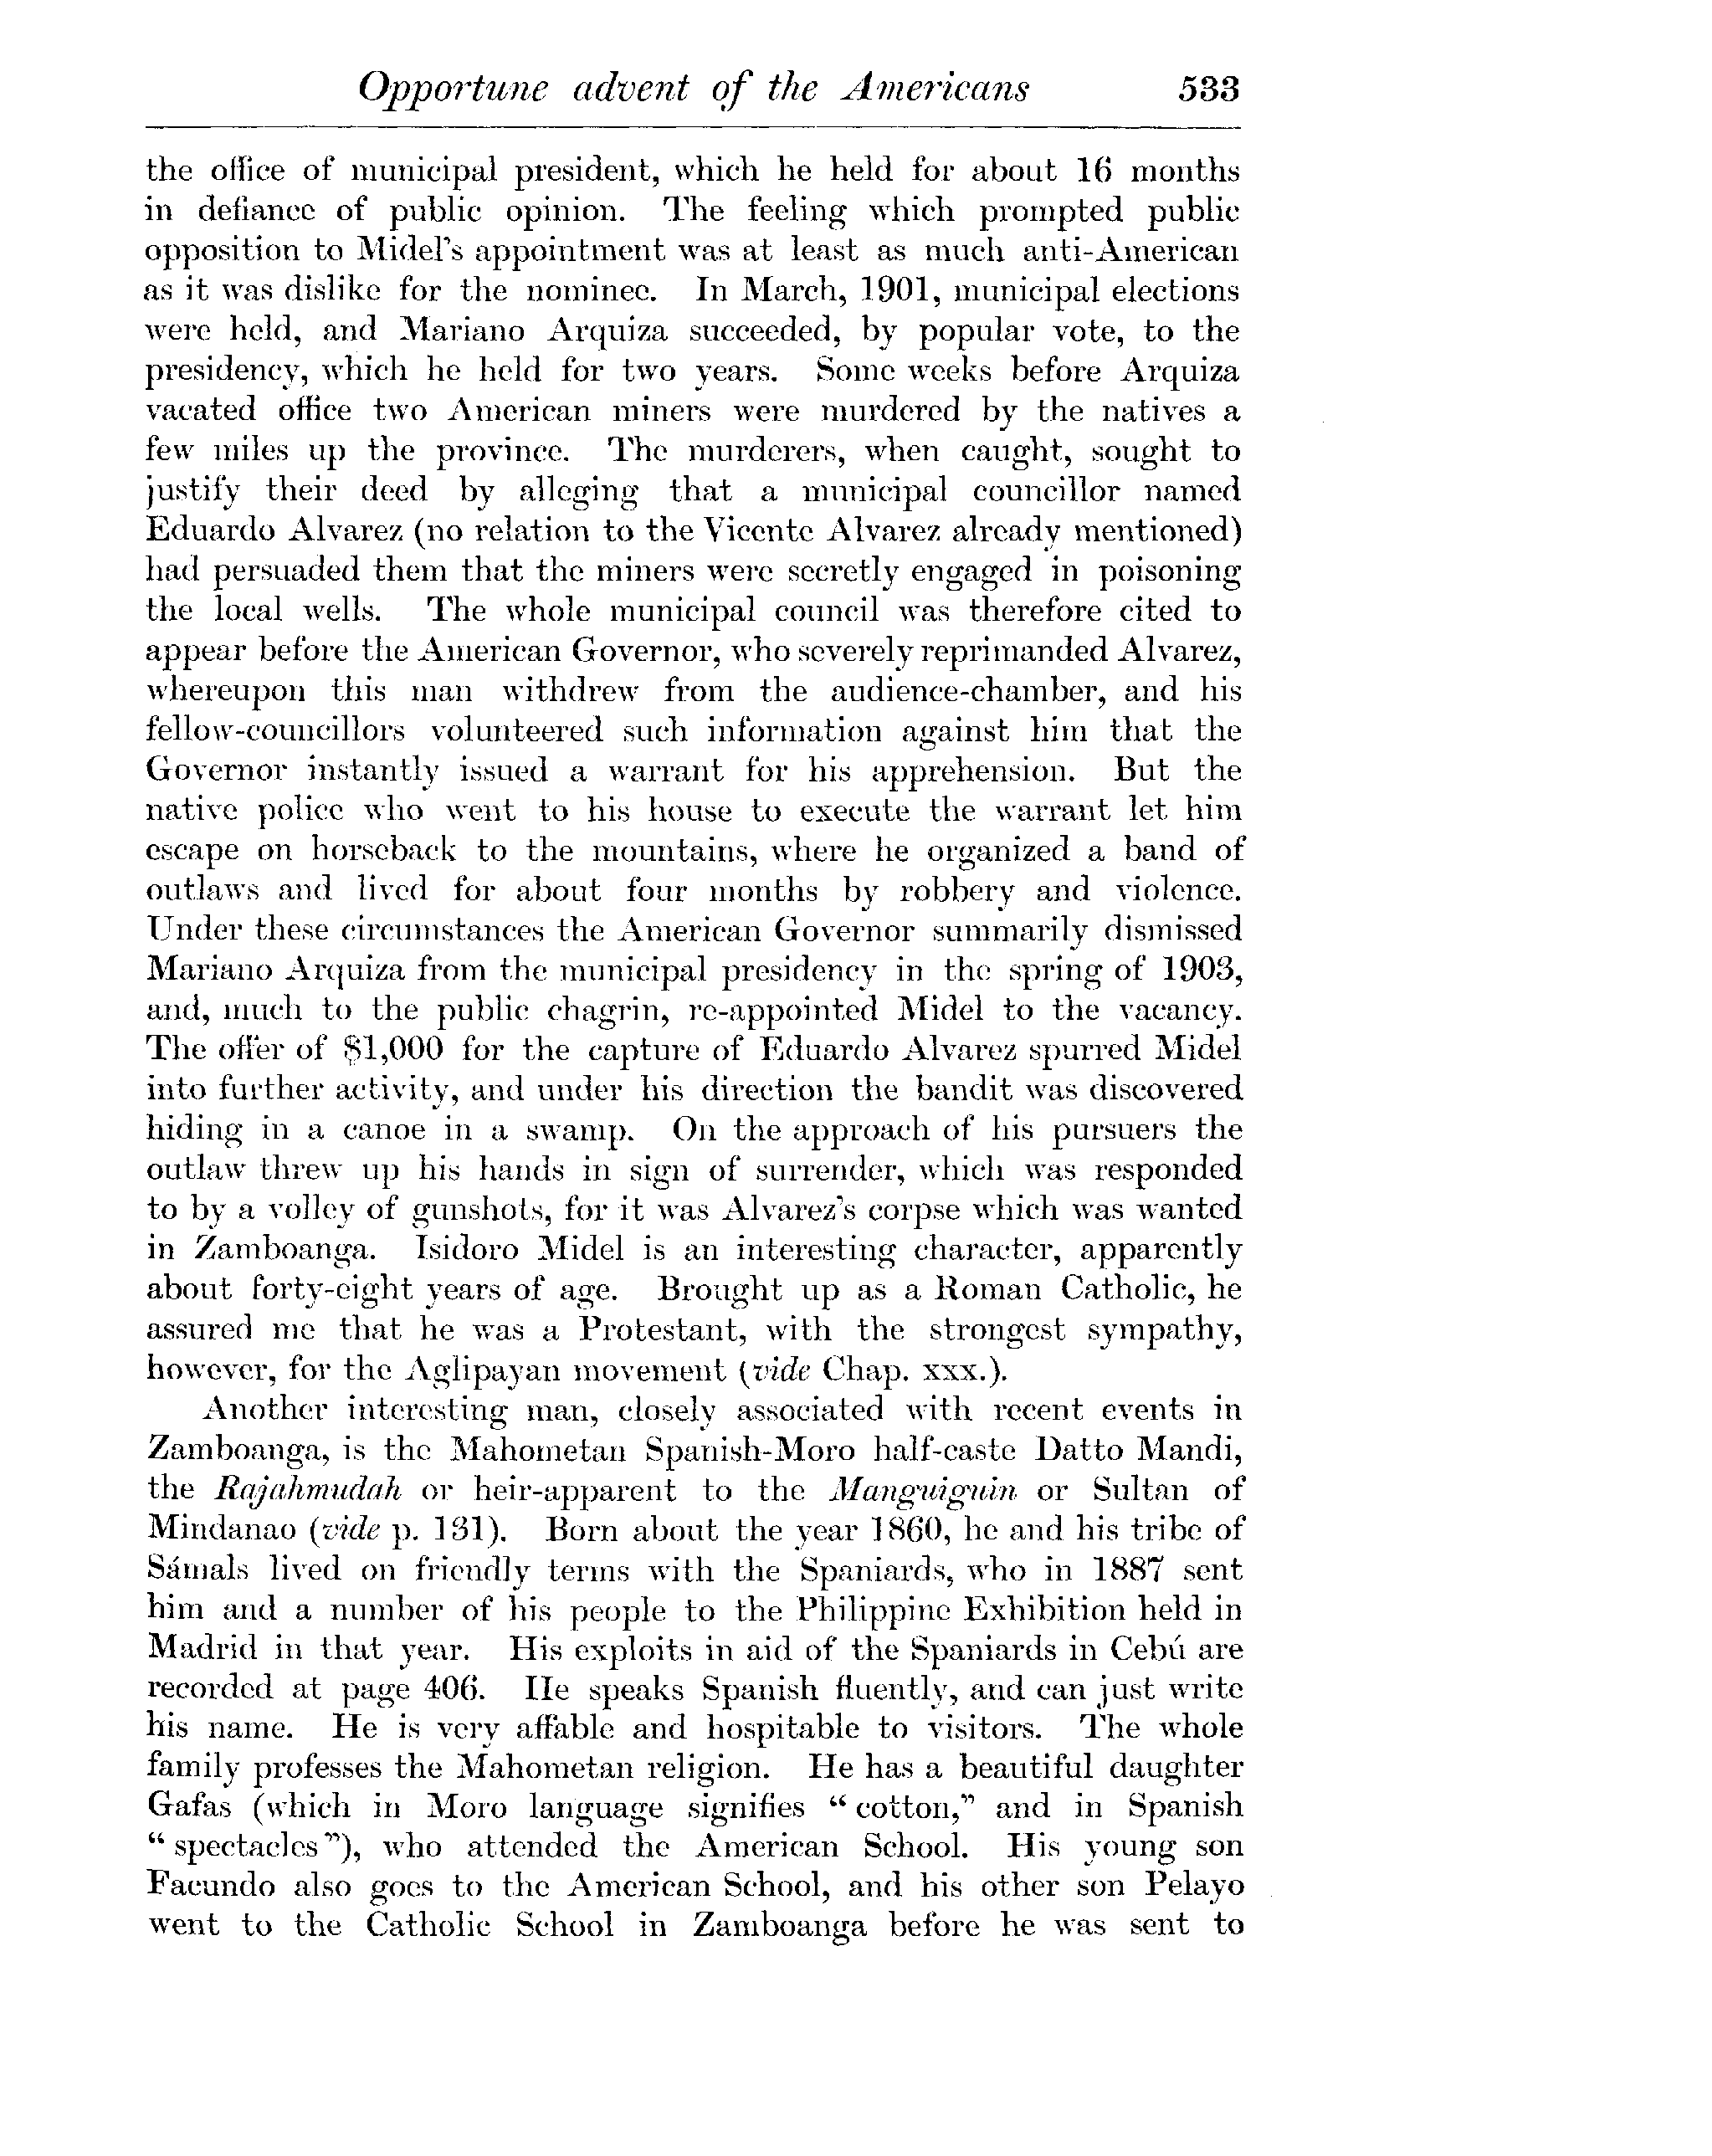 Opportune advent of the Americans 533
the office of municipal president, which he held for about 16 months
in defiance of public opinion. The feeling which prompted public
opposition to Midel's appointment was at least as much anti-American
as it was dislike for the nominee. In March, 1901, municipal elections
were held, and Mariano Arquiza succeeded, by popular vote, to the
presidency, which he held for two years. Some weeks before Arquiza
vacated office two American miners were murdered by the natives a
few miles up the province. The murderers, when caught, sought to
justify their deed by alleging that a municipal councillor named
Eduardo Alvarez (no relation to the Vicente Alvarez already mentioned)
had persuaded them that the miners were secretly engaged in poisoning
the local wells. The whole municipal council was therefore cited to
appear before the American Governor, who severely reprimanded Alvarez,
whereupon this man withdrew from the audience-chamber, and his
fellow-councillors volunteered such information against him that the
Governor instantly issued a warrant for his apprehension. But the
native police who went to his house to execute the warrant let him
escape on horseback to the mountains, where he organized a band of
outlaws and lived for about four months by robbery and violence.
Under these circumstances the American Governor summarily dismissed
Mariano Arquiza from the municipal presidency in the spring of 1903,
and, much to the public chagrin, re-appointed Midel to the vacancy.
The offer of $1,000 for the capture of Eduardo Alvarez spurred Midel
into further activity, and under his direction the bandit was discovered
hiding in a canoe in a swamp. On the approach of his pursuers the
outlaw threw up his hands in sign of surrender, which was responded
to by a volley of gunshots, for it was Alvarez's corpse which was wanted
in Zamboanga. Isidoro Midel is an interesting character, apparently
about forty-eight years of age. Brought up as a Roman Catholic, he
assured me that he was a Protestant, with the strongest sympathy,
however, for the Aglipayan movement (vide Chap. xxx.).
Another interesting man, closely associated with recent events in
Zamboanga, is the Mahometan Spanish-Moro half-caste Datto Mandi,
the Rajahmudah or heir-apparent to the Manguiguin or Sultan of
Mindanao (vide p. 131). Born about the year 1860, he and his tribe of
Sámals lived on friendly terms with the Spaniards, who in 1887 sent
him and a number of his people to the Philippine Exhibition held in
Madrid in that year. His exploits in aid of the Spaniards in Cebú are
recorded at page 406. He speaks Spanish fluently, and can just write
his name. He is very affable and hospitable to visitors. The whole
family professes the Mahometan religion. He has a beautiful daughter
Gafas (which in Moro language signifies "cotton," and in Spanish
"spectacles"), who attended the American School. His young son
Facundo also goes to the American School, and his other son Pelayo
went to the Catholic School in Zamboanga before he was sent to